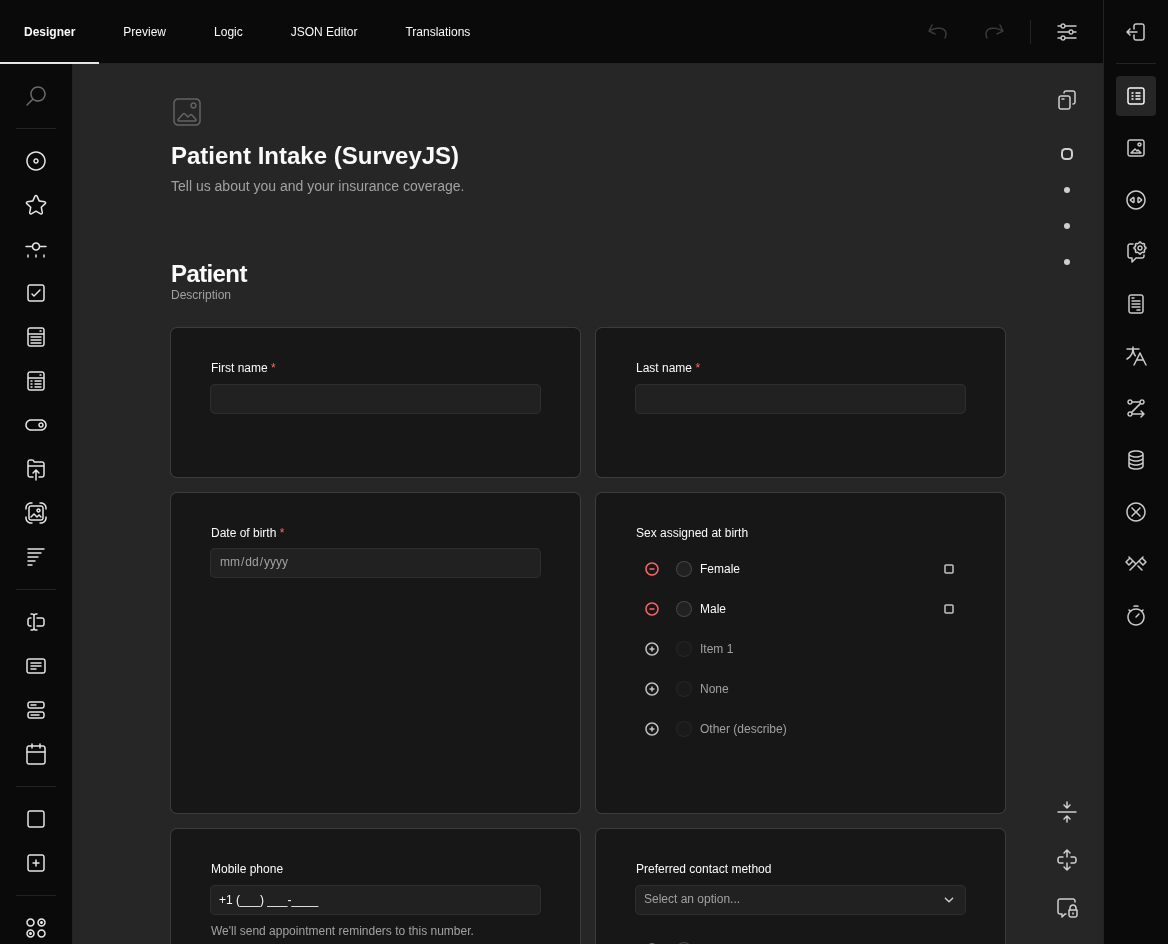 Designer
Preview
Logic
JSON Editor
Translations
Patient Intake (SurveyJS)
Tell us about you and your insurance coverage.
Patient
Description
First name *
Last name *
Date of birth *
mm/dd/yyyy
Sex assigned at birth
Female
Male
Item 1
None
Other (describe)
Mobile phone
+1 (___) ___-____
We'll send appointment reminders to this number.
Preferred contact method
Select an option...